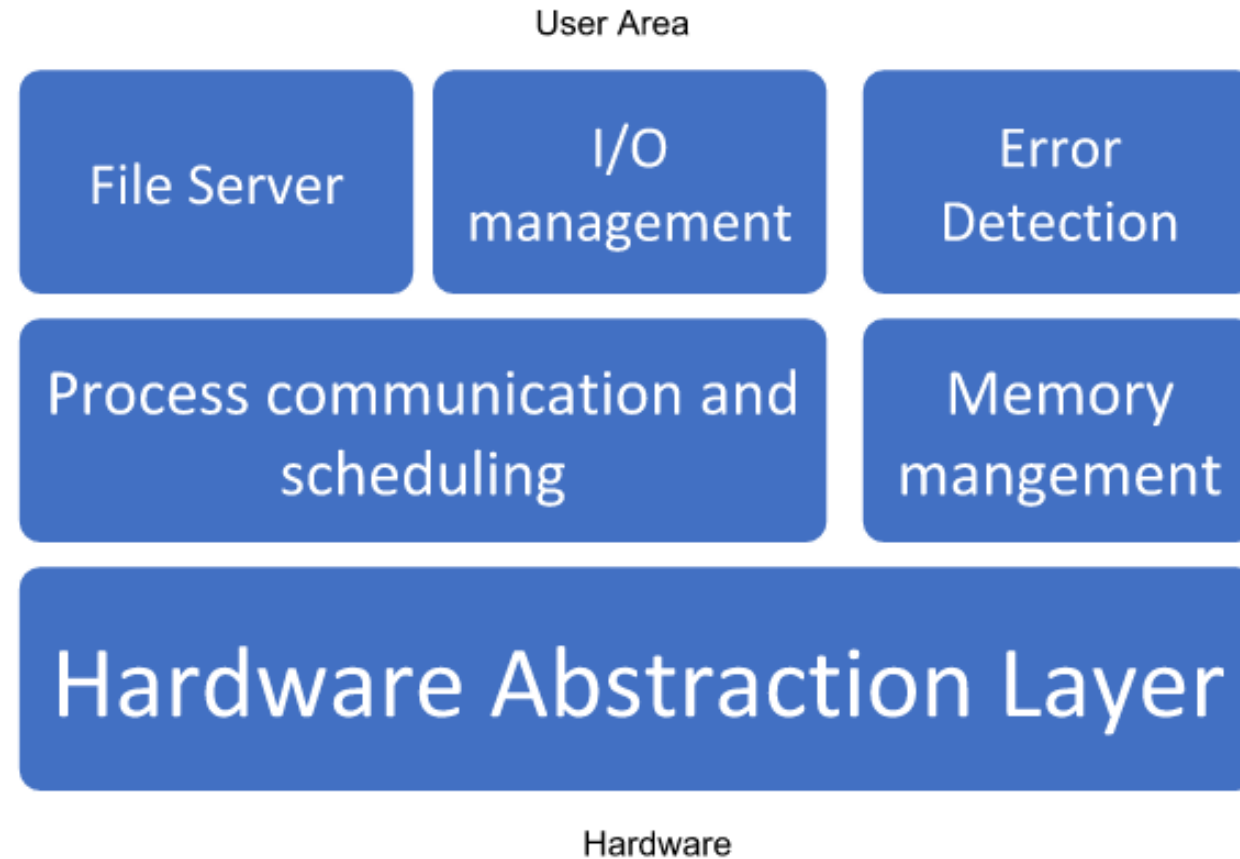 User Area
File Server
I/O
management
Error
Detection
Process communication and
scheduling
Memory
mangement
Hardware Abstraction Layer
Hardware